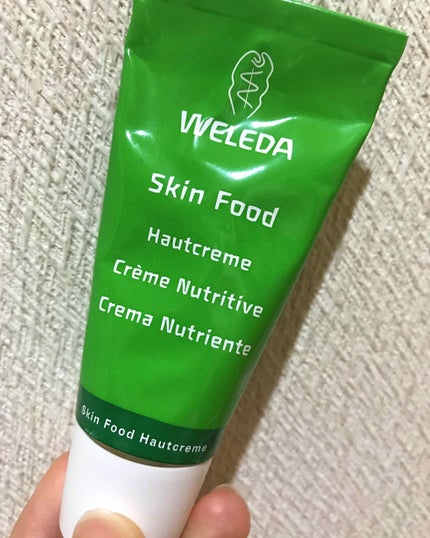 WELEDA
Skin Food
Hautcreme
Crème Nutritive
Crema Nutriente
Skin Food Hautcreme